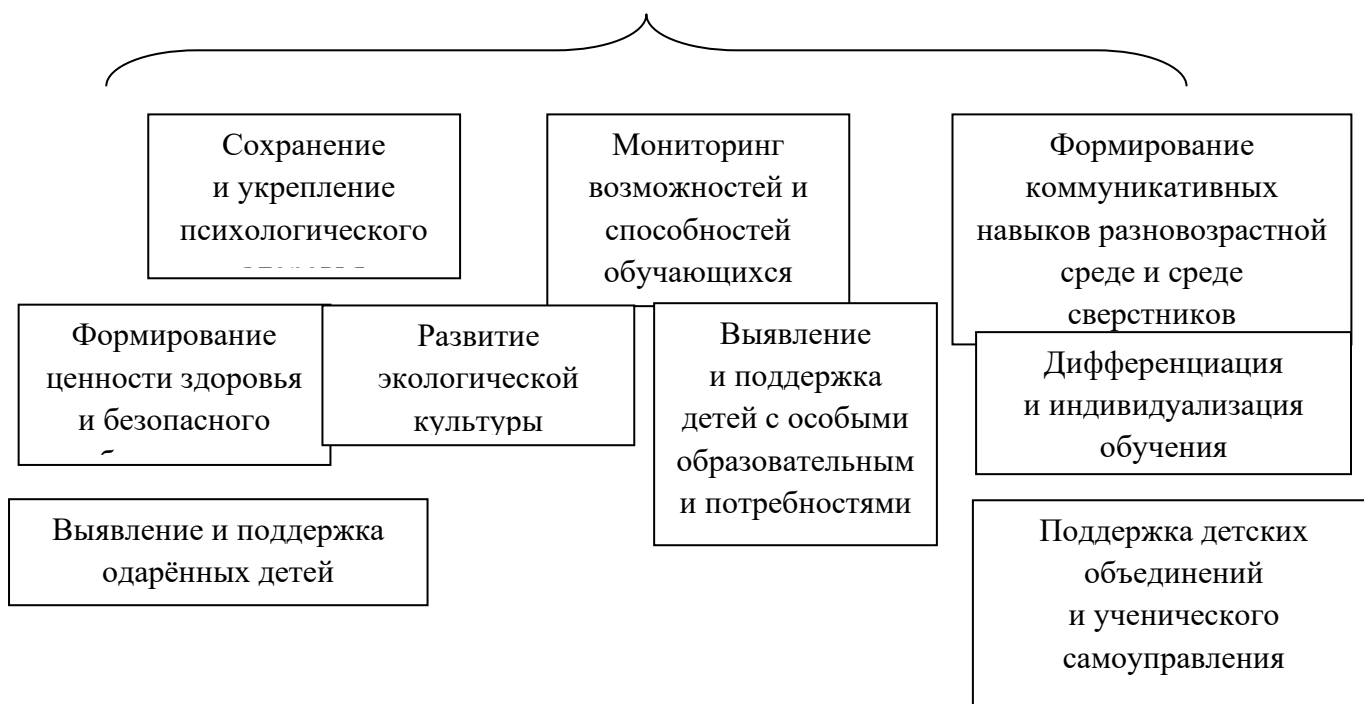 Сохранение
и укрепление
психологического
Мониторинг
возможностей и
способностей
обучающихся
Формирование
коммуникативных
навыков разновозрастной
среде и среде
сверстников
Формирование
ценности здоровья
и безопасного
Развитие
экологической
культуры
Выявление
и поддержка
детей с особыми
образовательным
и потребностями
Дифференциация
и индивидуализация
обучения
Выявление и поддержка
одарённых детей
Поддержка детских
объединений
и ученического
самоуправления